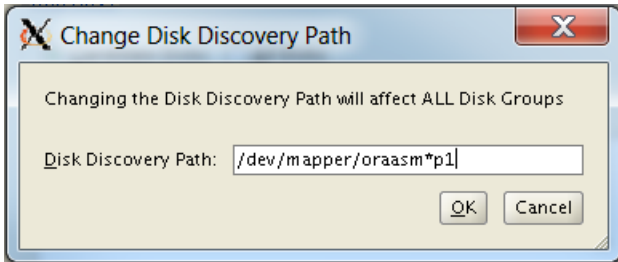 Change Disk Discovery Path
Changing the Disk Discovery Path will affect ALL Disk Groups
Disk Discovery Path: /dev/mapper/oraasm*p1
OK Cancel